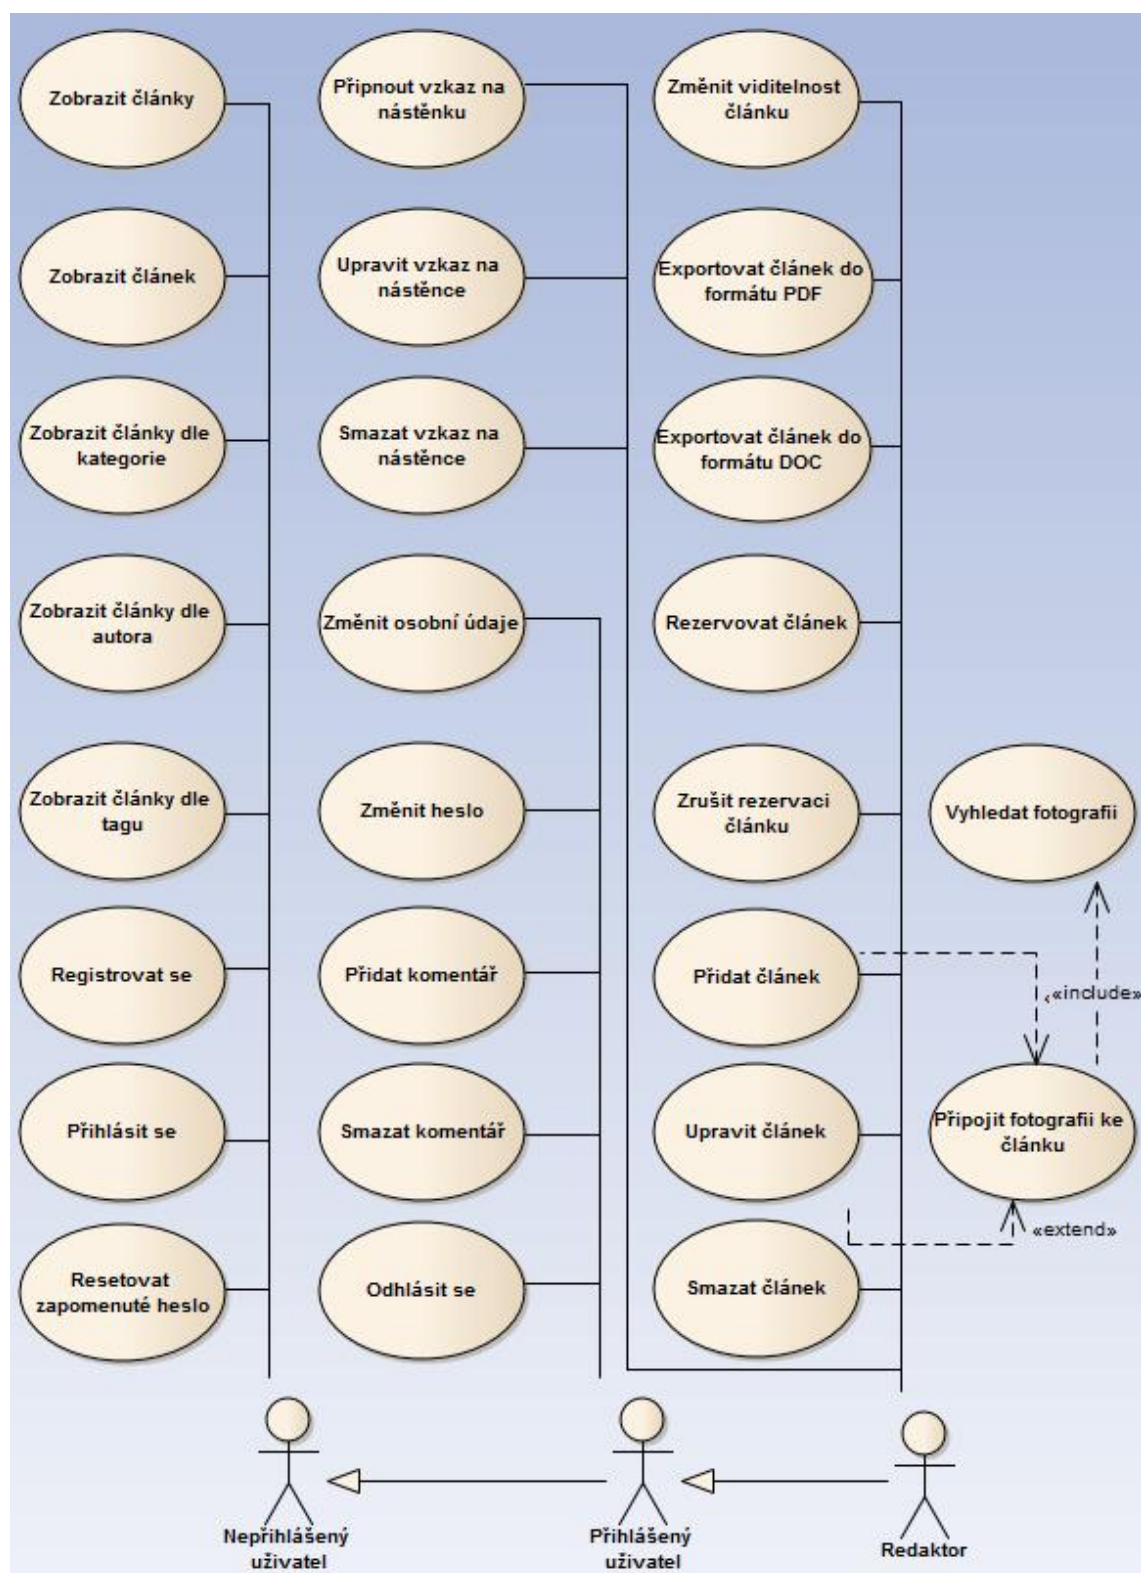 Zobrazit články
Zobrazit článek
Zobrazit články dle
kategorie
Zobrazit články dle
autora
Zobrazit články dle
tagu
Registrovat se
Přihlásit se
Resetovat
zapomenuté heslo
Připnout vzkaz na
nástěnku
Upravit vzkaz na
nástěnce
Smazat vzkaz na
nástěnce
Změnit osobní údaje
Změnit heslo
Přidat komentář
Smazat komentář
Odhlásit se
Změnit viditelnost
článku
Exportovat článek do
formátu PDF
Exportovat článek do
formátu DOC
Rezervovat článek
Zrušit rezervaci
článku
Přidat článek
Upravit článek
Smazat článek
Vyhledat fotografii
«include»
Připojit fotografii ke
článku
«extend»
Nepřihlášený
uživatel
Přihlášený
uživatel
Redaktor